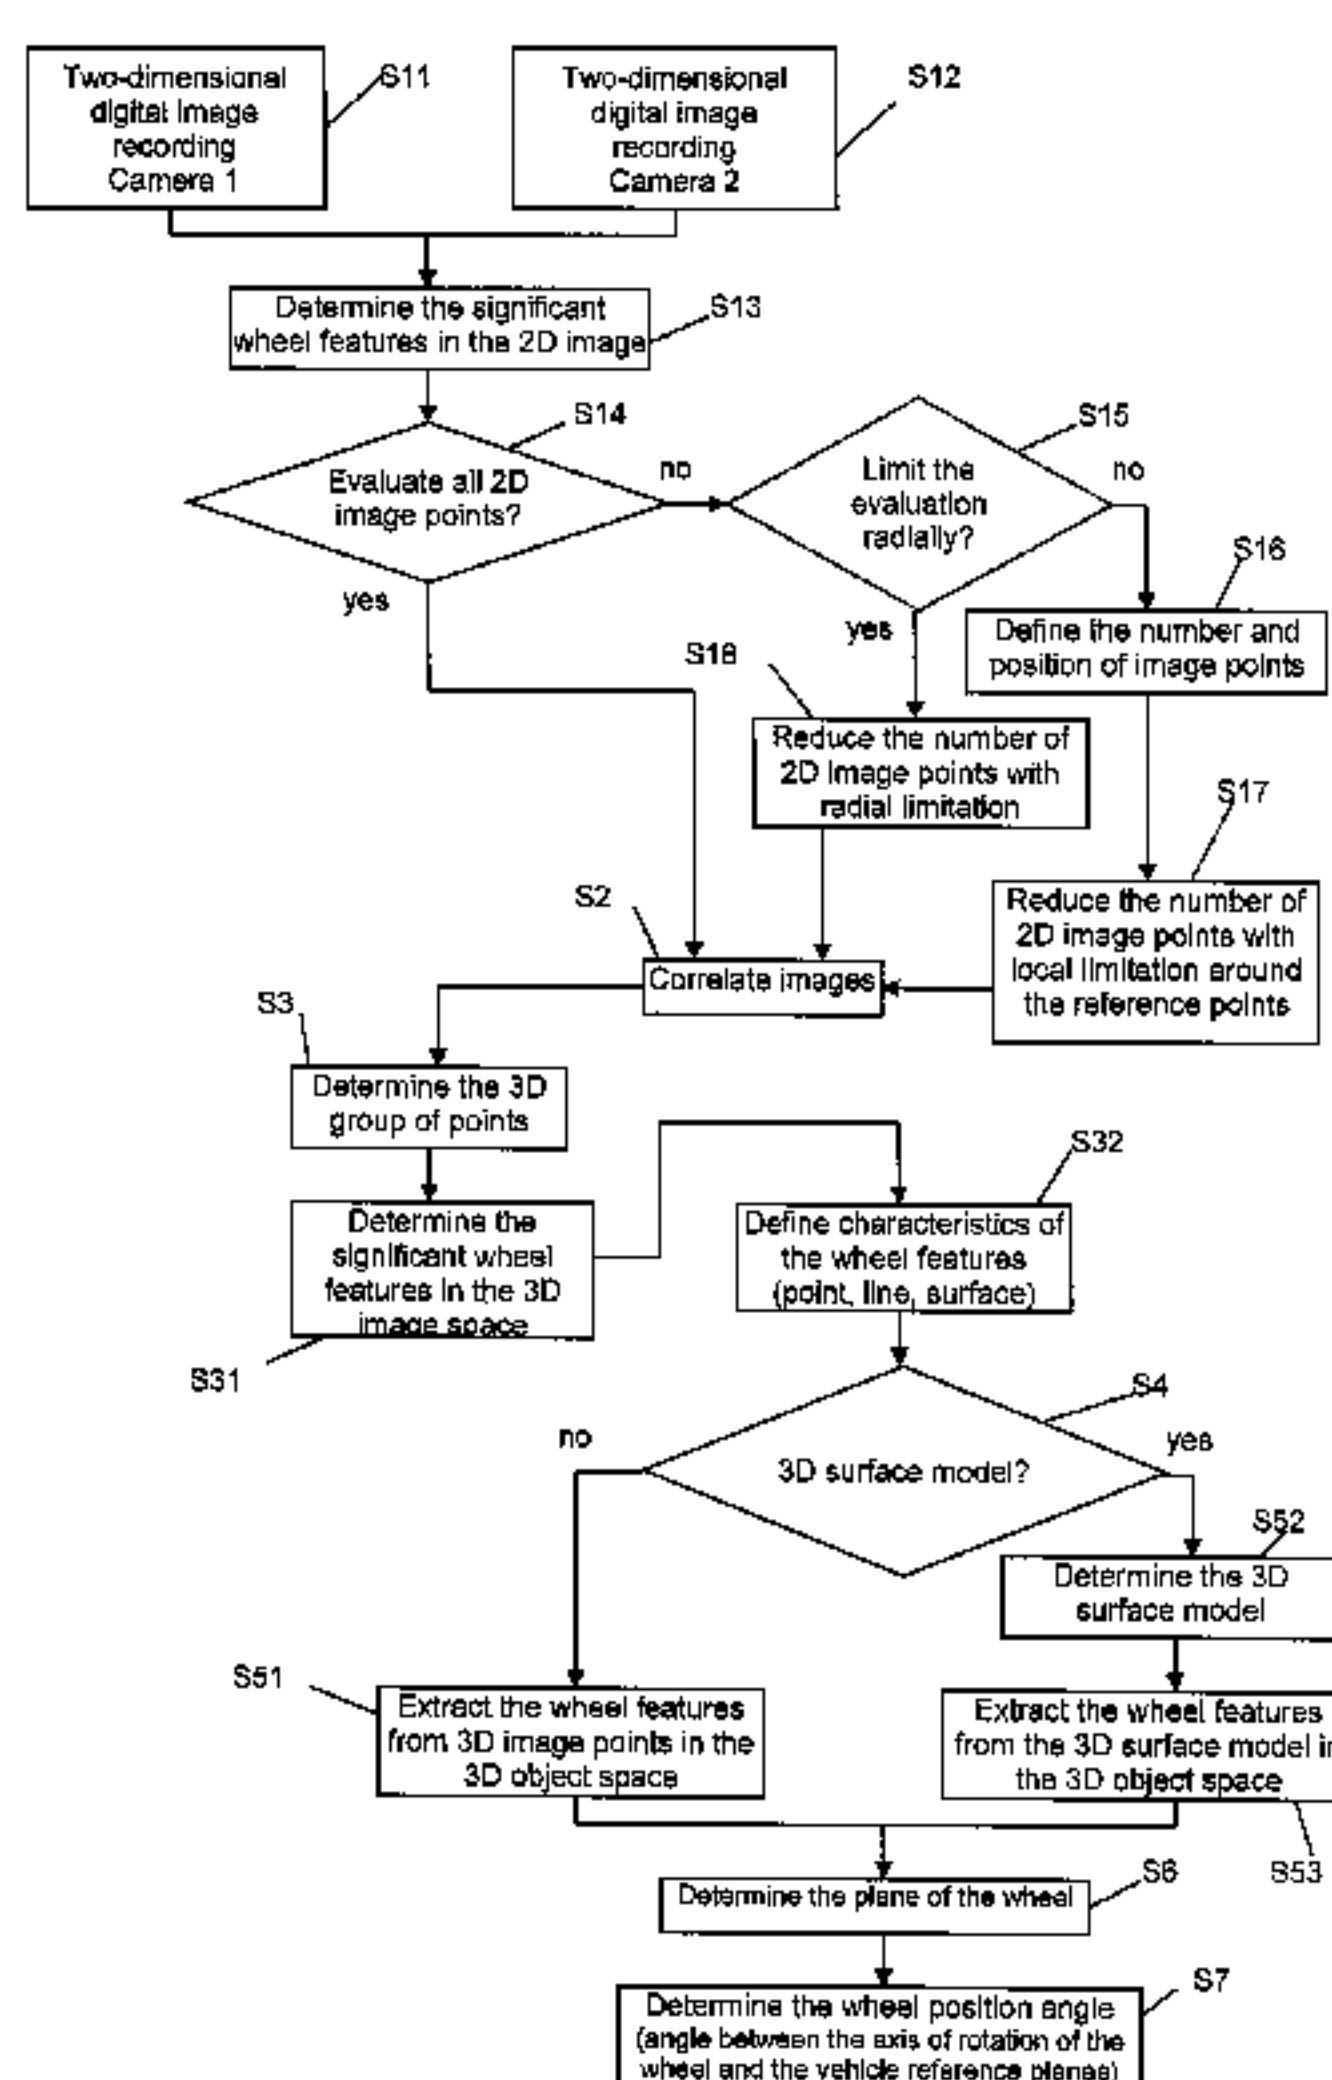 Two-dimensional
digital image
recording
Camera 1
S11
Two-dimensional
digital image
recording
Camera 2
S12
Determine the significant
wheel features in the 2D image
S13
S14
Evaluate all 2D
image points?
no
yes
S15
Limit the
evaluation
radially?
no
yes
S16
Define the number and
position of image points
S18
Reduce the number of
2D image points with
radial limitation
S17
Reduce the number of
2D image points with
local limitation around
the reference points
S2
Correlate images
S3
Determine the 3D
group of points
Determine the
significant wheel
features in the 3D
image space
S31
S32
Define characteristics of
the wheel features
(point, line, surface)
S4
3D surface model?
no
yes
S52
Determine the 3D
surface model
S51
Extract the wheel features
from 3D image points in the
3D object space
Extract the wheel features
from the 3D surface model in
the 3D object space
S53
Determine the plane of the wheel
S6
S7
Determine the wheel position angle
(angle between the axis of rotation of the
wheel and the vehicle reference planes)